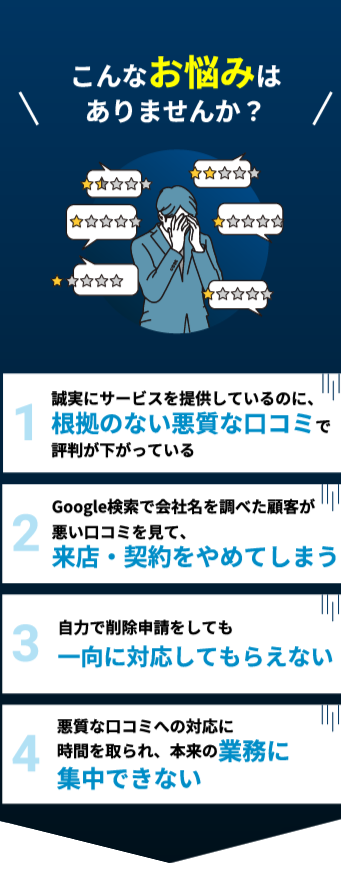 こんなお悩みは
ありませんか？
1
誠実にサービスを提供しているのに、
根拠のない悪質な口コミで
評判が下がっている
2
Google検索で会社名を調べた顧客が
悪い口コミを見て、
来店・契約をやめてしまう
3
自力で削除申請をしても
一向に対応してもらえない
4
悪質な口コミへの対応に
時間を取られ、本来の業務に
集中できない